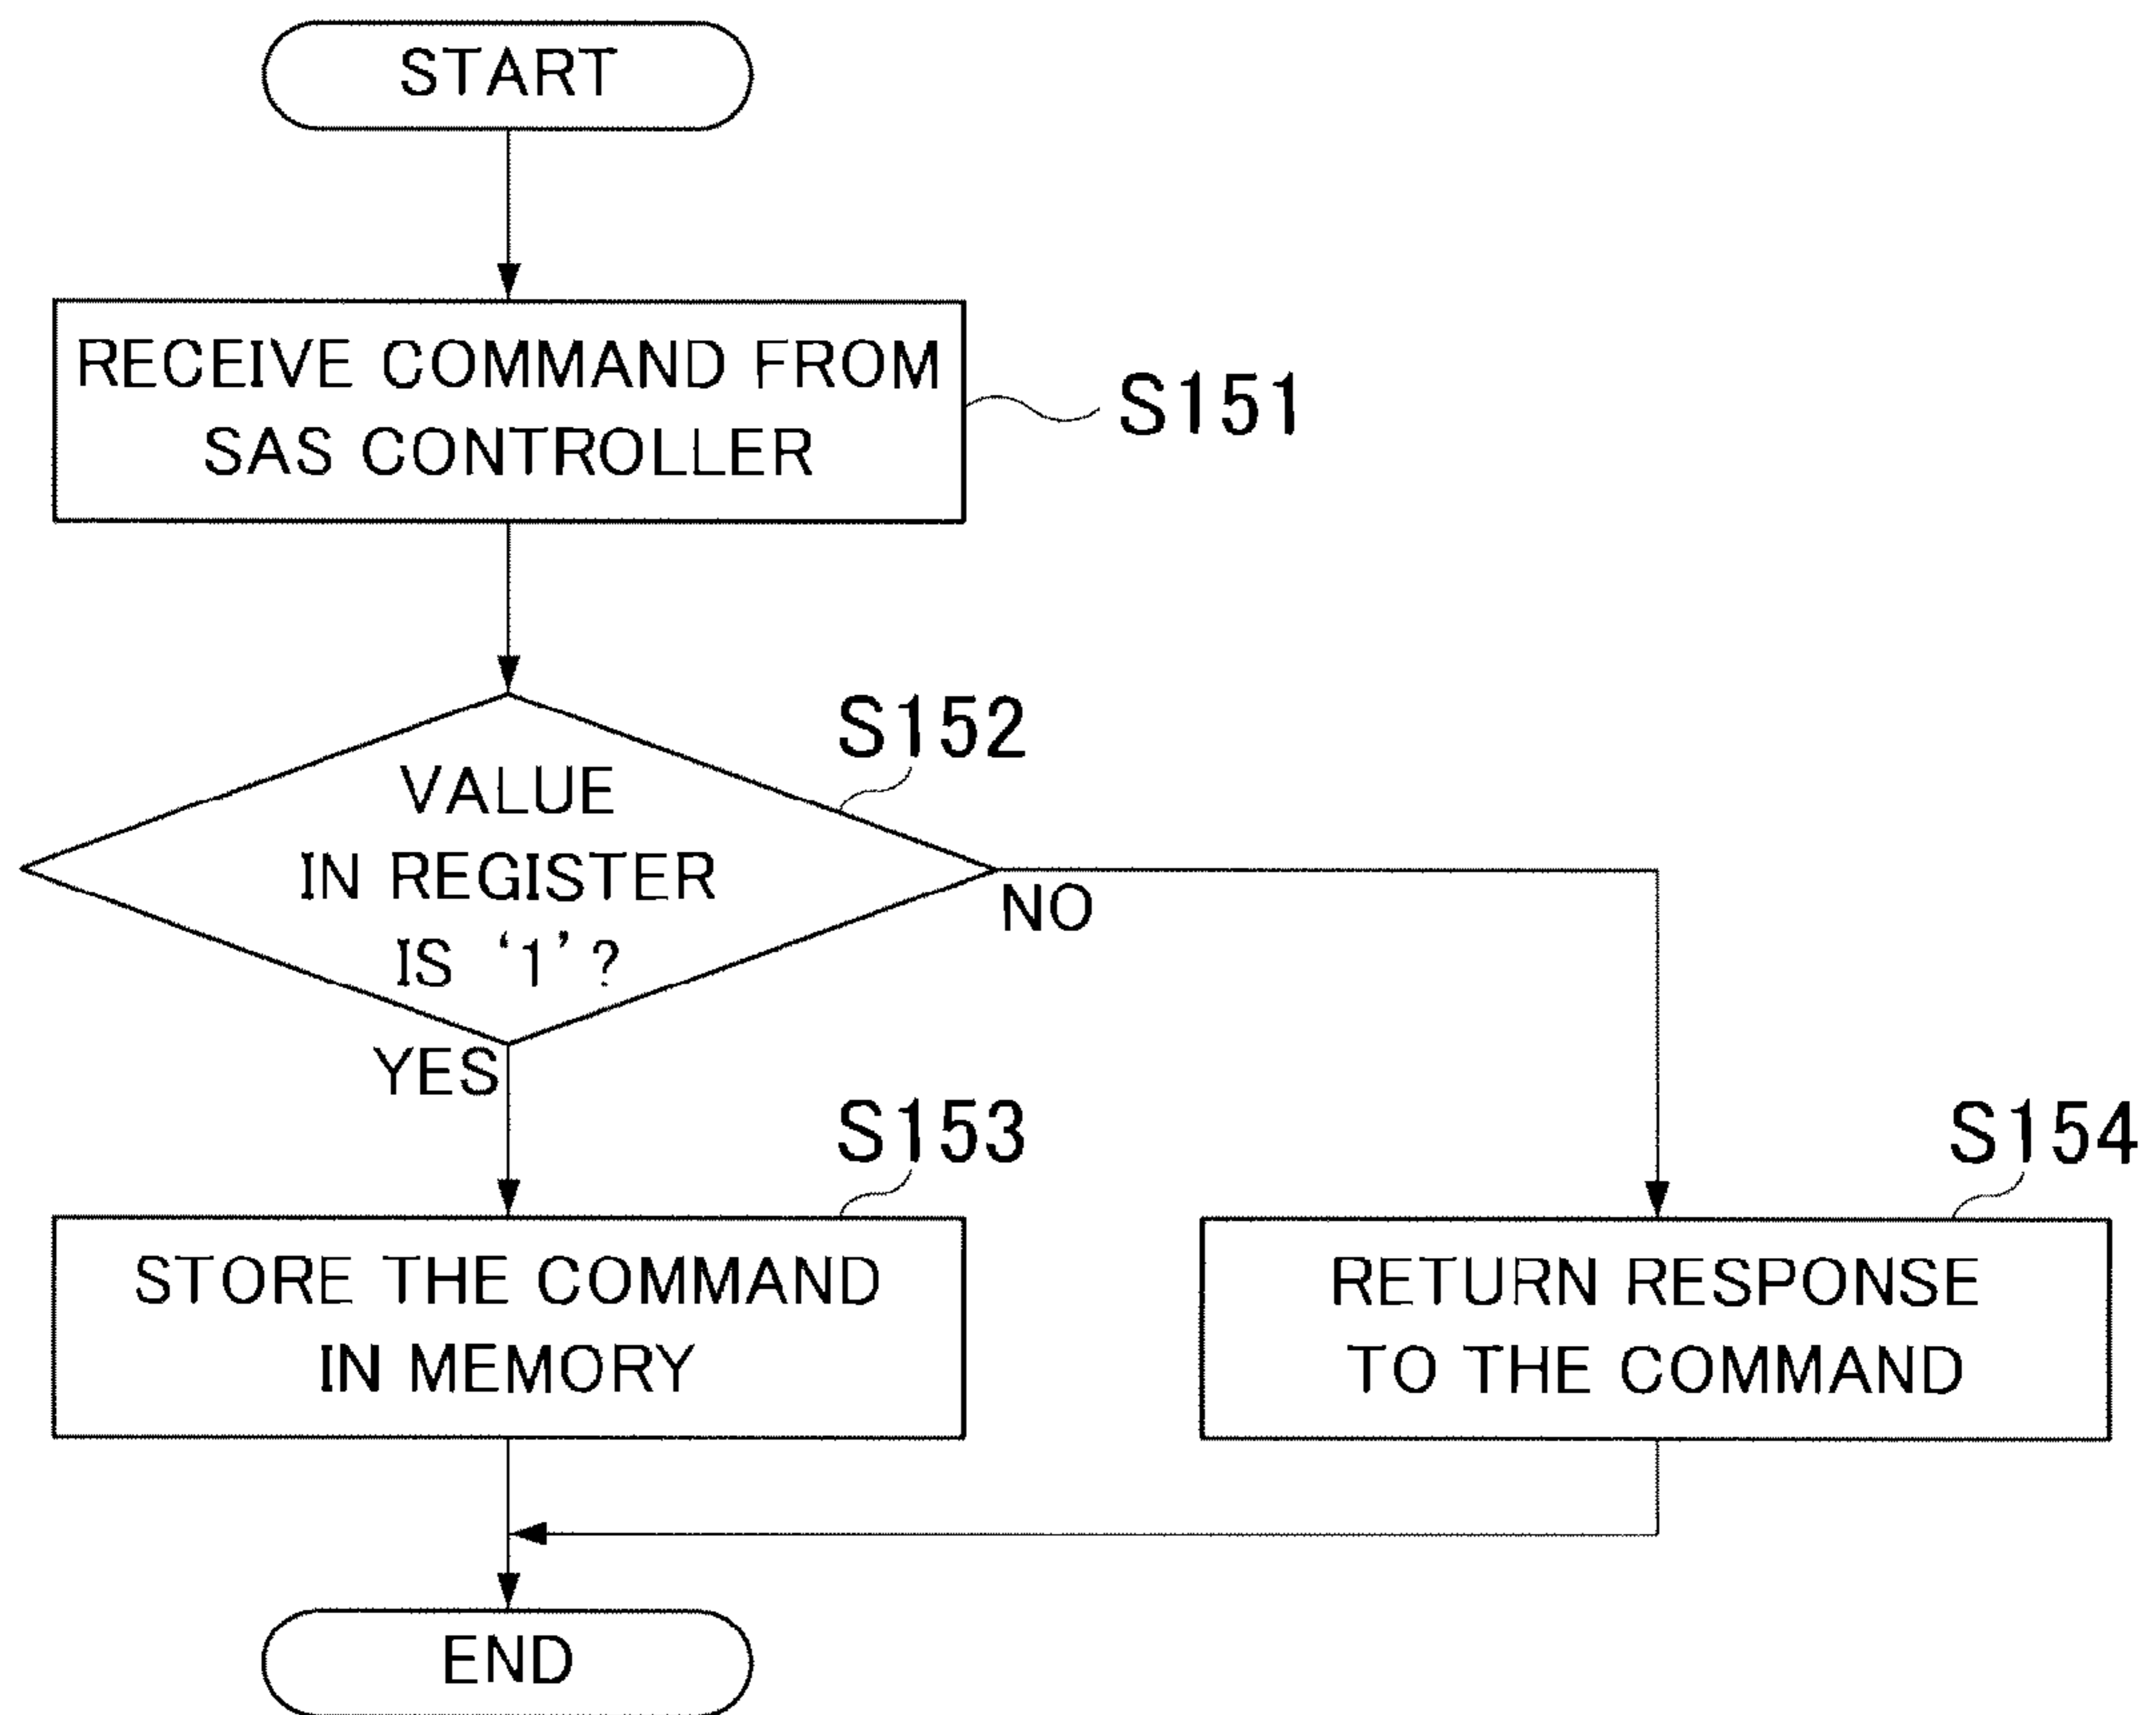 START
RECEIVE COMMAND FROM
SAS CONTROLLER
S151
S152
VALUE
IN REGISTER
IS ‘1’?
NO
YES
S153
STORE THE COMMAND
IN MEMORY
S154
RETURN RESPONSE
TO THE COMMAND
END